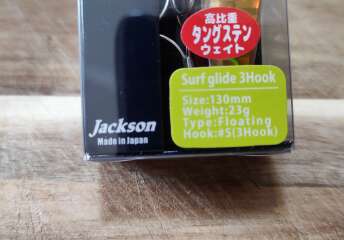 高比重
タングステン
ウェイト
Surf glide 3Hook
Size:130mm
Weight:23g
Type:Floating
Hook:#S(3Hook)
Jackson
Made in Japan